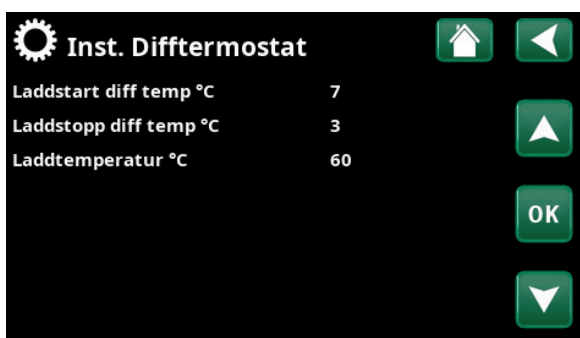 Inst. Difftermostat
Laddstart diff temp °C 7
Laddstopp diff temp °C 3
Laddtemperatur °C 60
OK